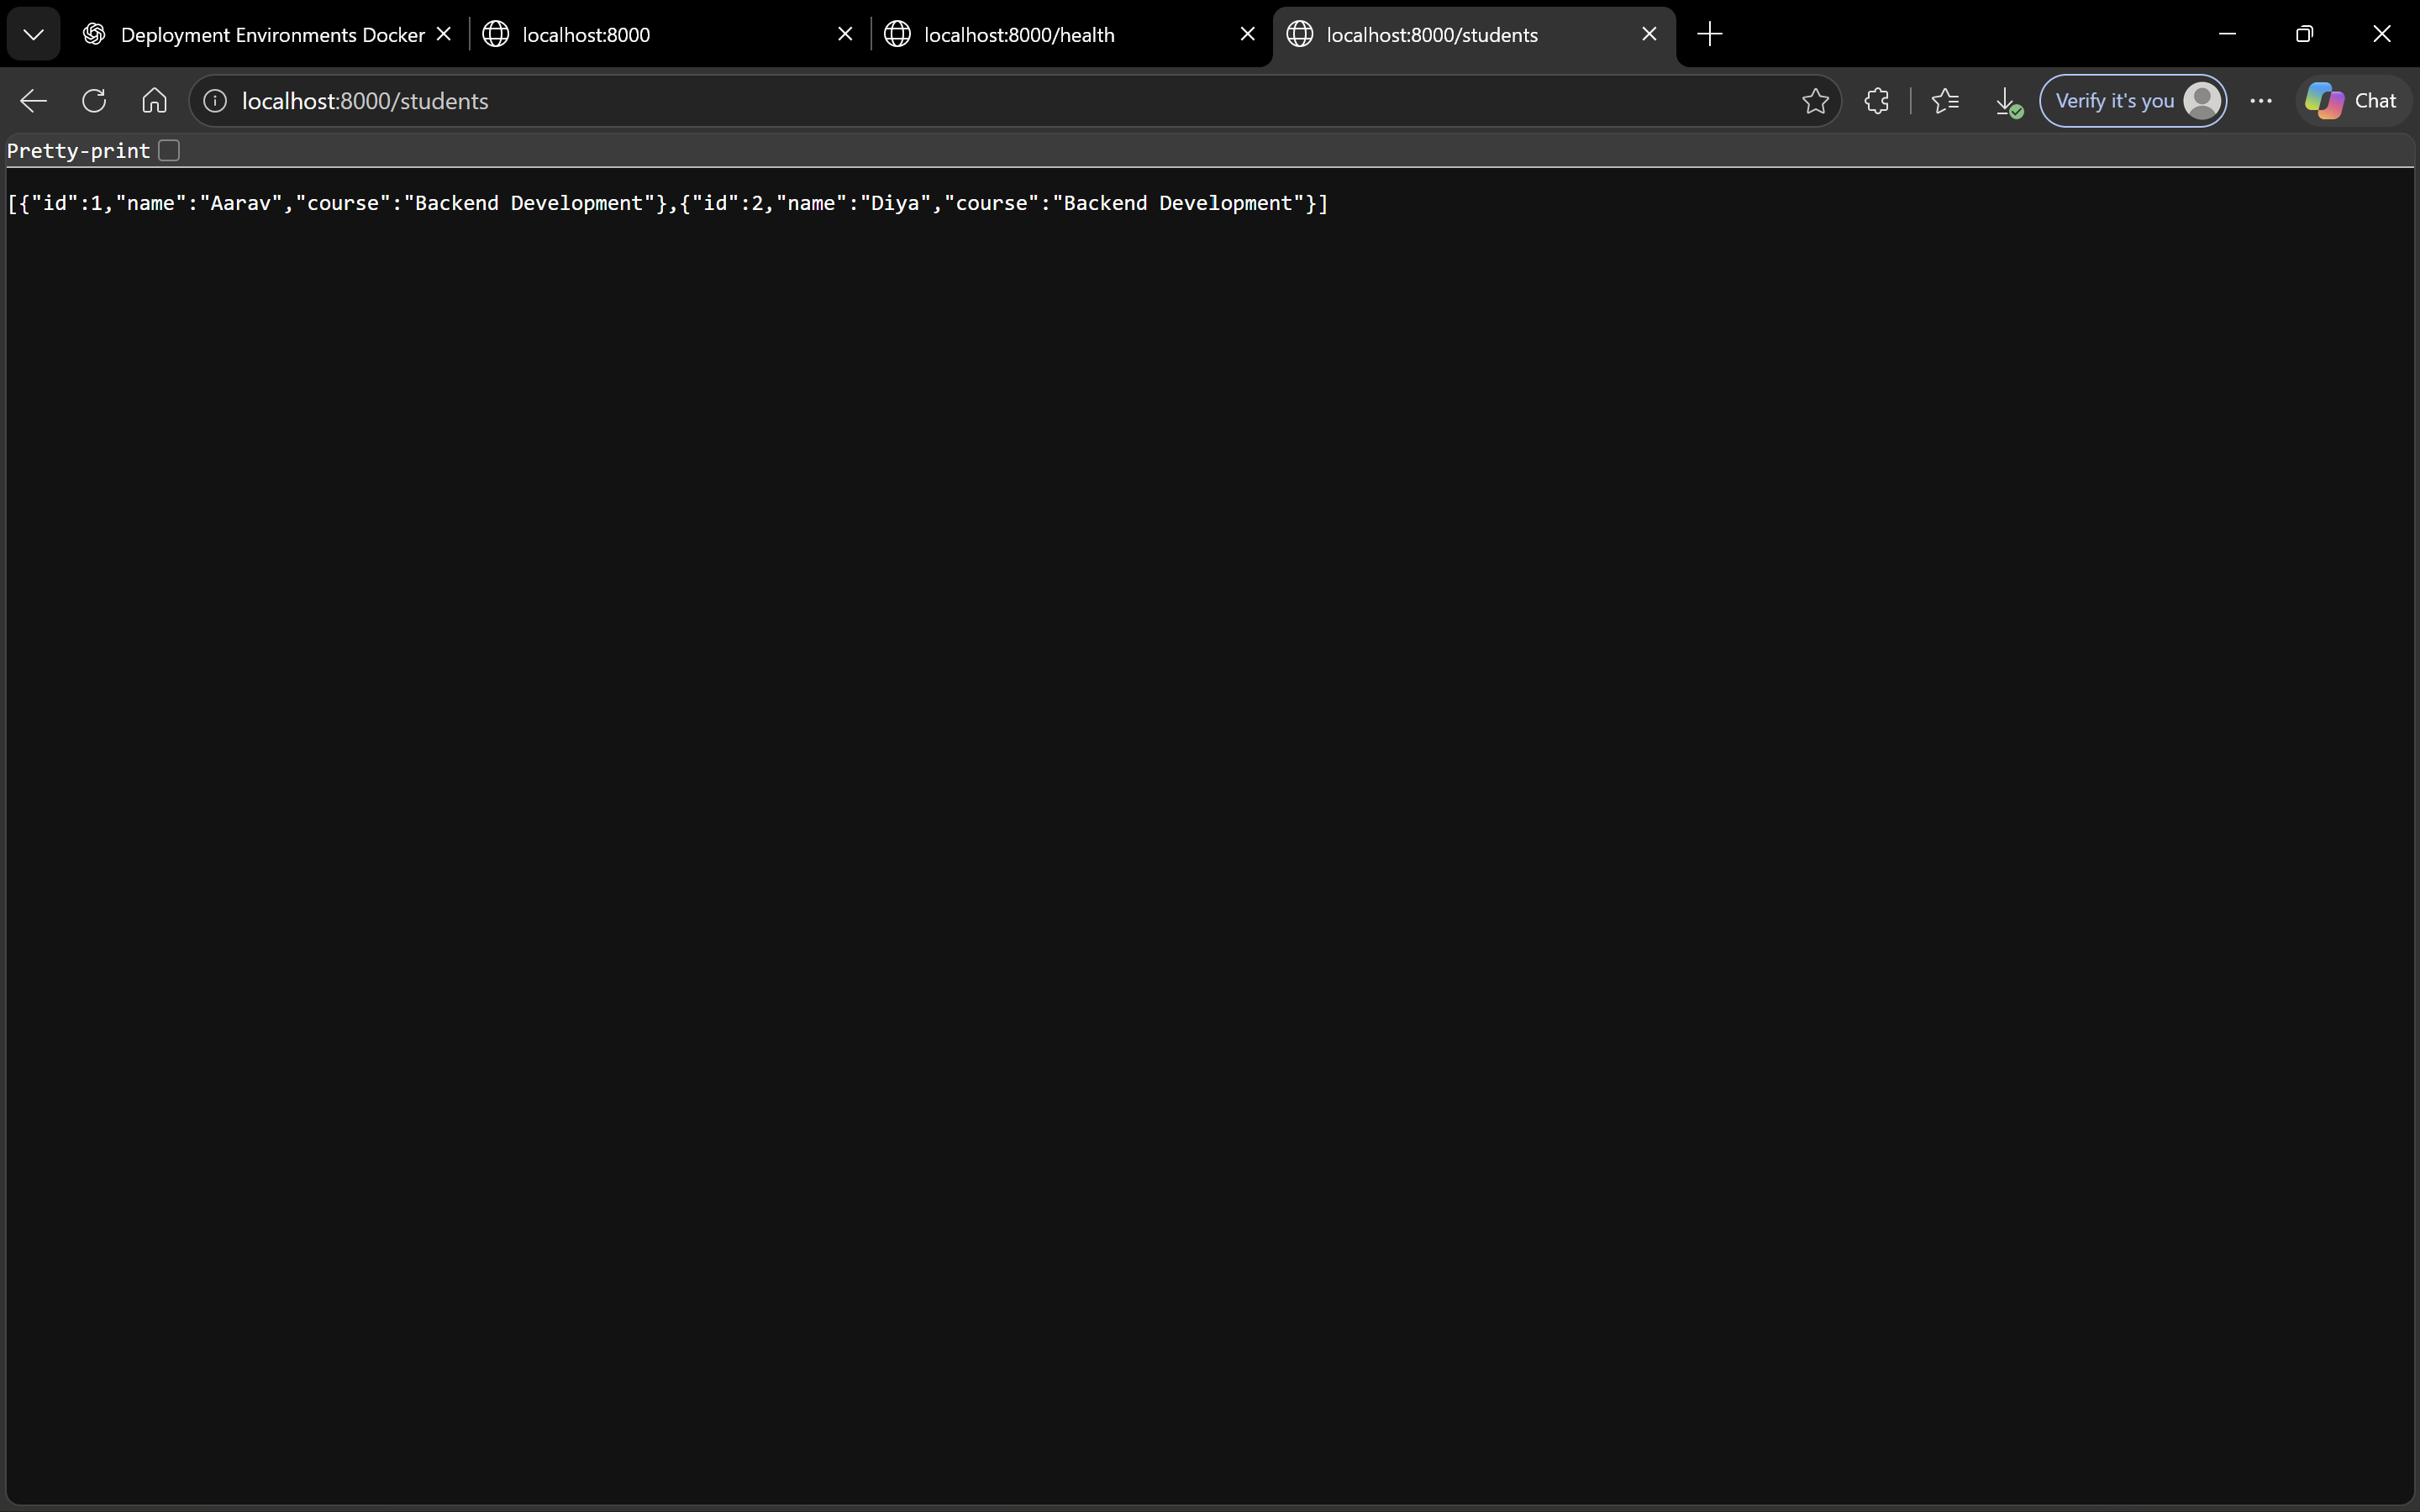 Deployment Environments Docker
localhost:8000
localhost:8000/health
localhost:8000/students
localhost:8000/students
Verify it's you
Chat
Pretty-print
[{"id":1,"name":"Aarav","course":"Backend Development"},{"id":2,"name":"Diya","course":"Backend Development"}]